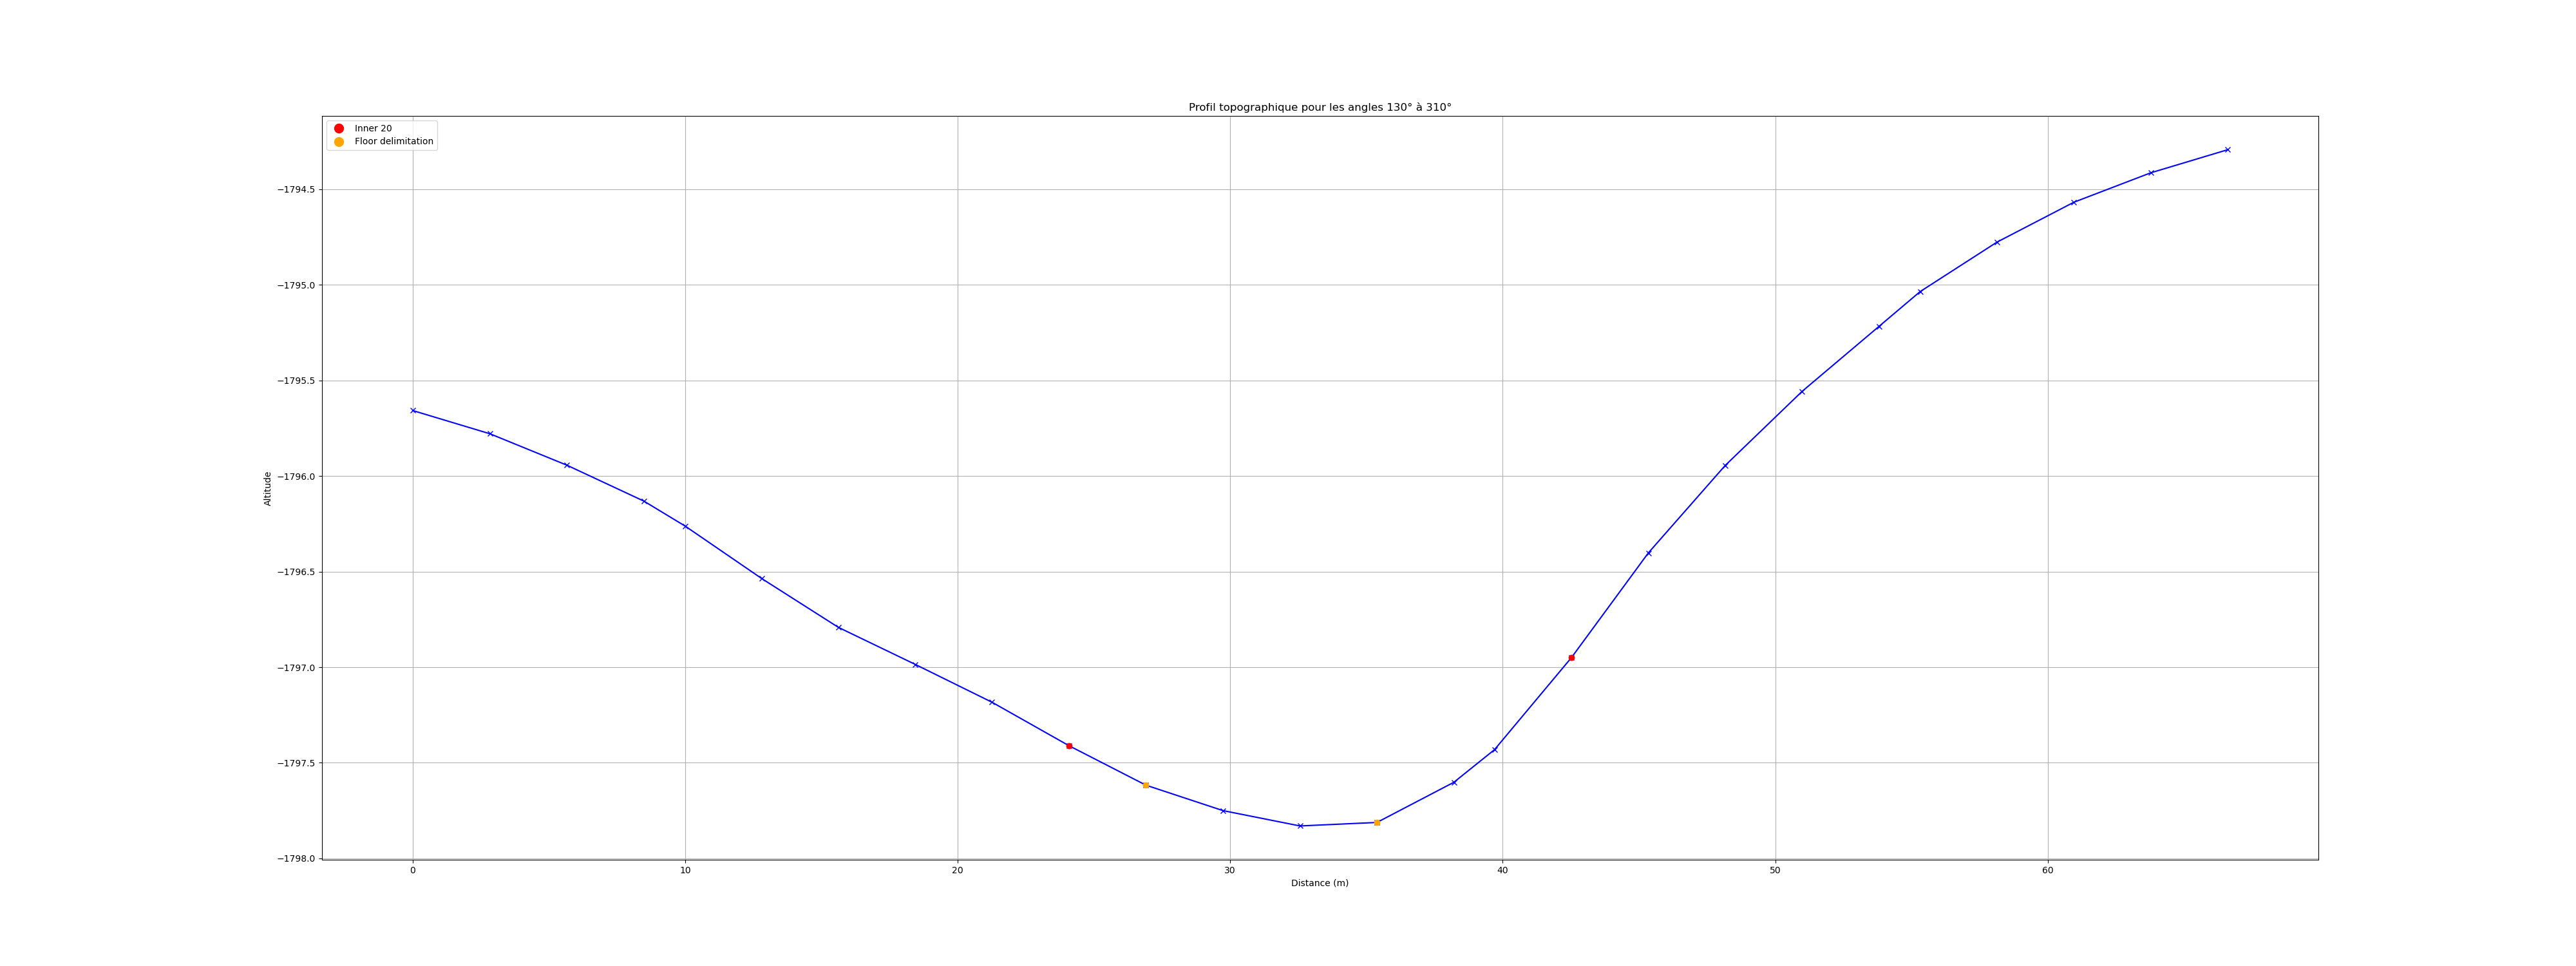 Profil topographique pour les angles 130° à 310°
Inner 20
Floor delimitation
−1794.5
−1795.0
−1795.5
−1796.0
−1796.5
−1797.0
−1797.5
−1798.0
Altitude
0 10 20 30 40 50 60
Distance (m)